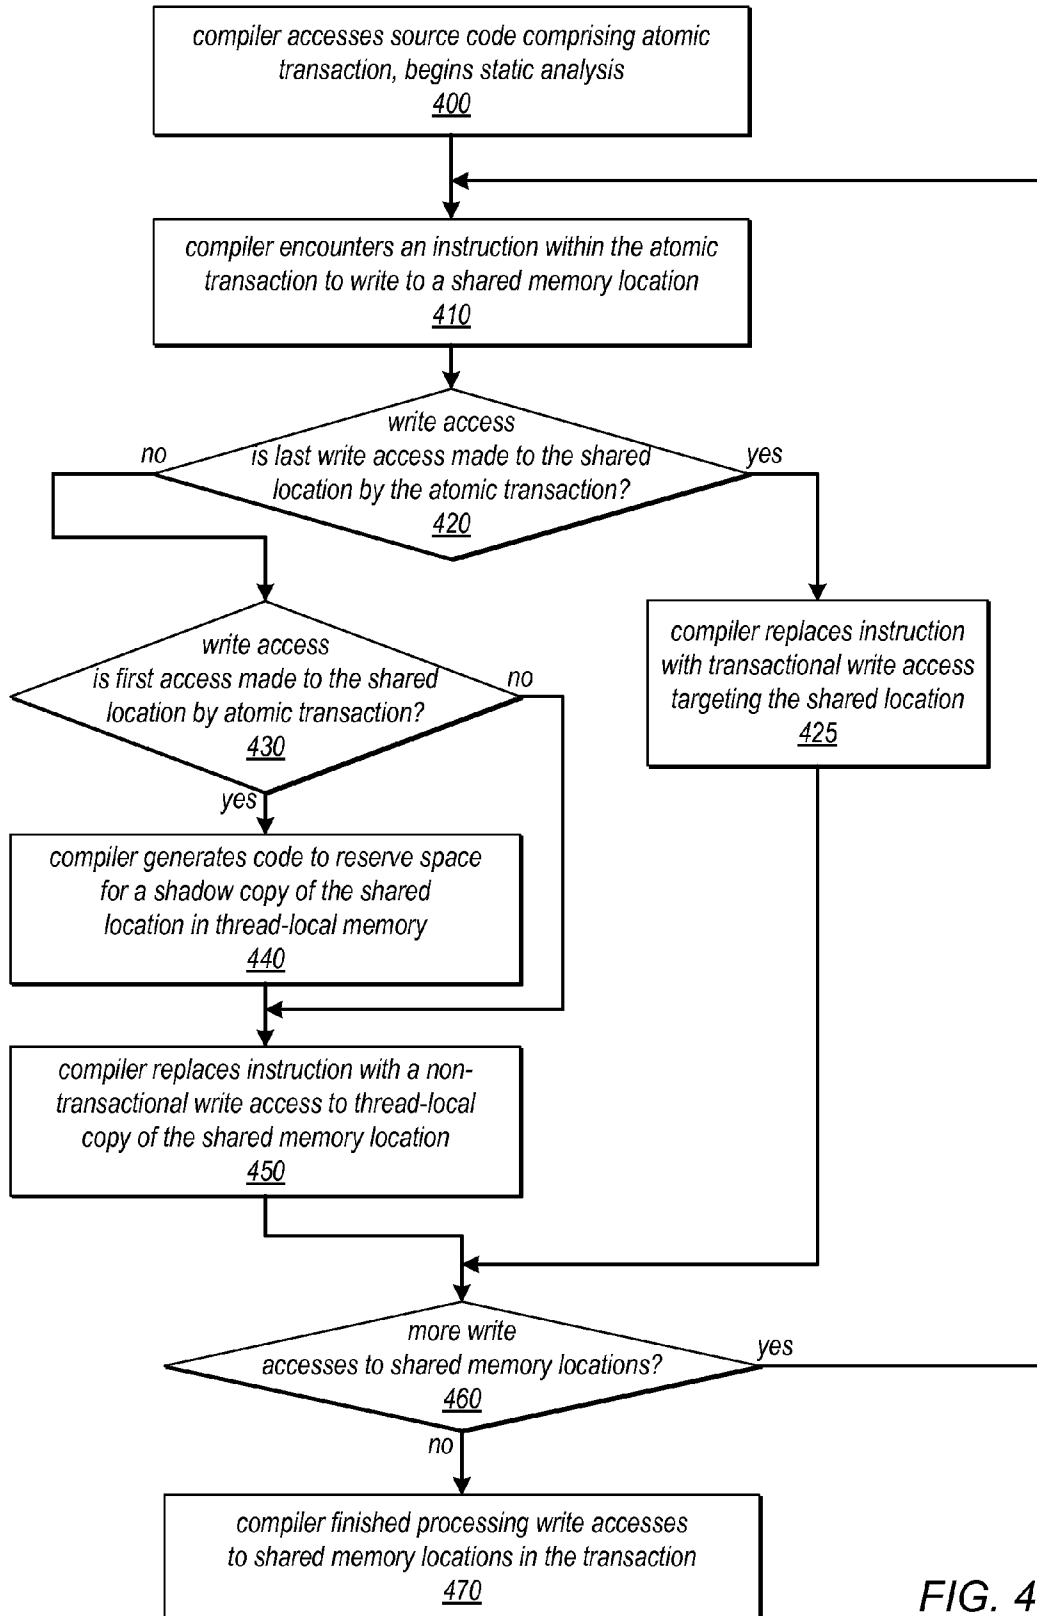 compiler accesses source code comprising atomic
transaction, begins static analysis
400
compiler encounters an instruction within the atomic
transaction to write to a shared memory location
410
write access
is last write access made to the shared
location by the atomic transaction?
420
no
yes
write access
is first access made to the shared
location by atomic transaction?
430
no
yes
compiler replaces instruction
with transactional write access
targeting the shared location
425
compiler generates code to reserve space
for a shadow copy of the shared
location in thread-local memory
440
compiler replaces instruction with a non-
transactional write access to thread-local
copy of the shared memory location
450
more write
accesses to shared memory locations?
460
yes
no
compiler finished processing write accesses
to shared memory locations in the transaction
470
FIG. 4